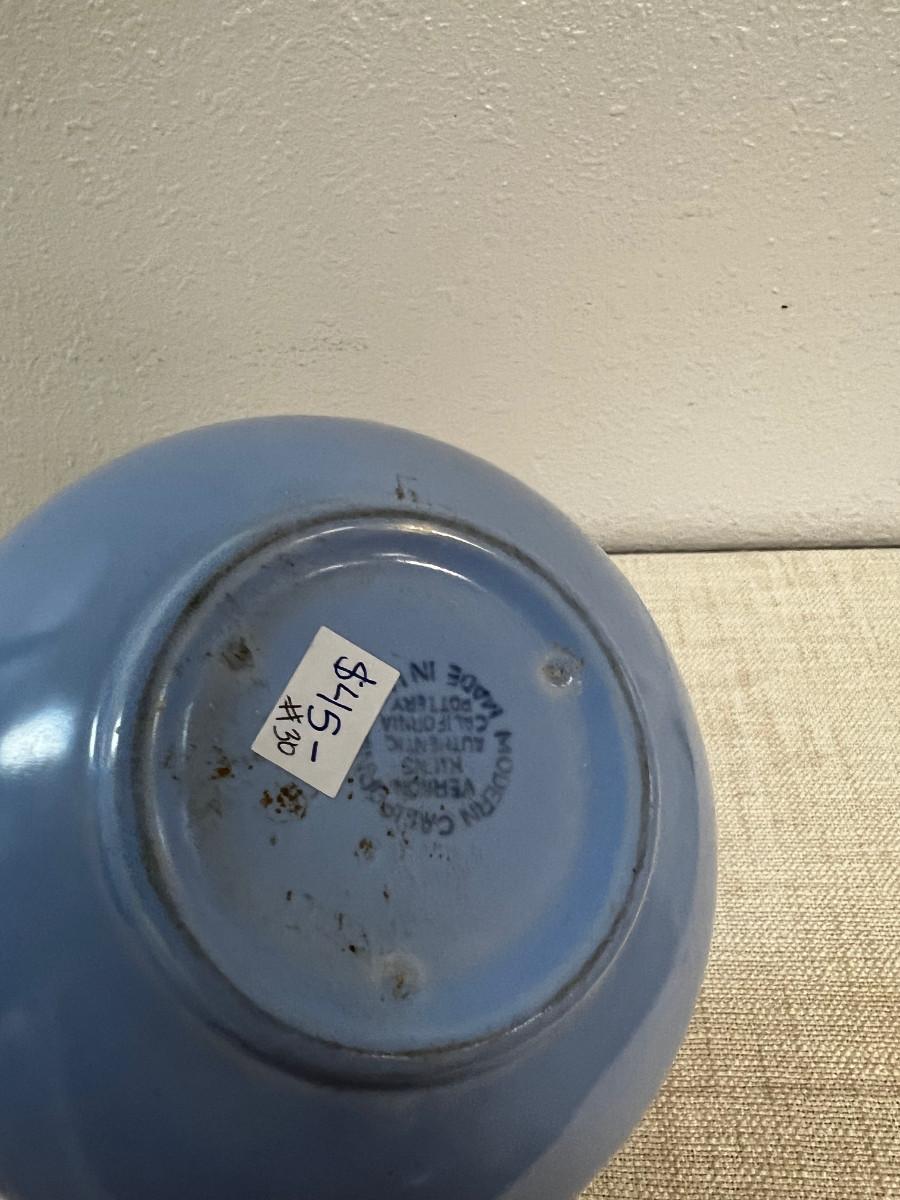 $45-
#30
MODERN CALIFORNIA
VERNON
KILNS
AUTHENTIC
CALIFORNIA
POTTERY
MADE IN